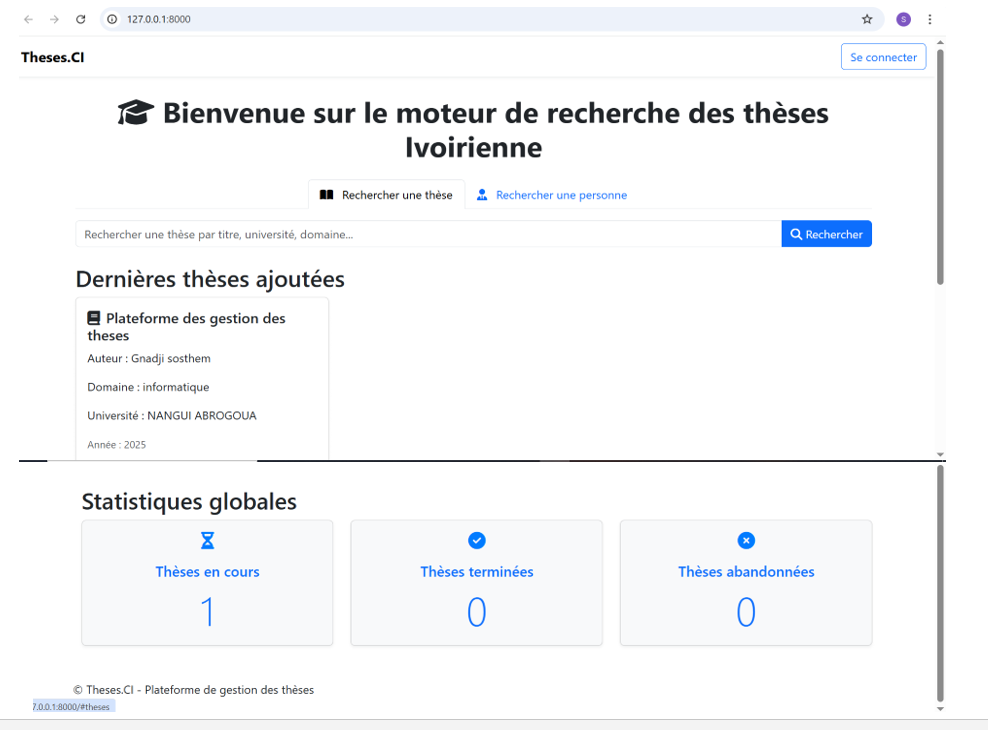 127.0.0.1:8000
S
Theses.CI
Se connecter
Bienvenue sur le moteur de recherche des thèses
Ivoirienne
Rechercher une thèse
Rechercher une personne
Rechercher une thèse par titre, université, domaine...
Rechercher
Dernières thèses ajoutées
Plateforme des gestion des
theses
Auteur : Gnadji sosthem
Domaine : informatique
Université : NANGUI ABROGOUA
Année : 2025
Statistiques globales
Thèses en cours
1
Thèses terminées
0
Thèses abandonnées
0
© Theses.CI - Plateforme de gestion des thèses
7.0.0.1:8000/#theses